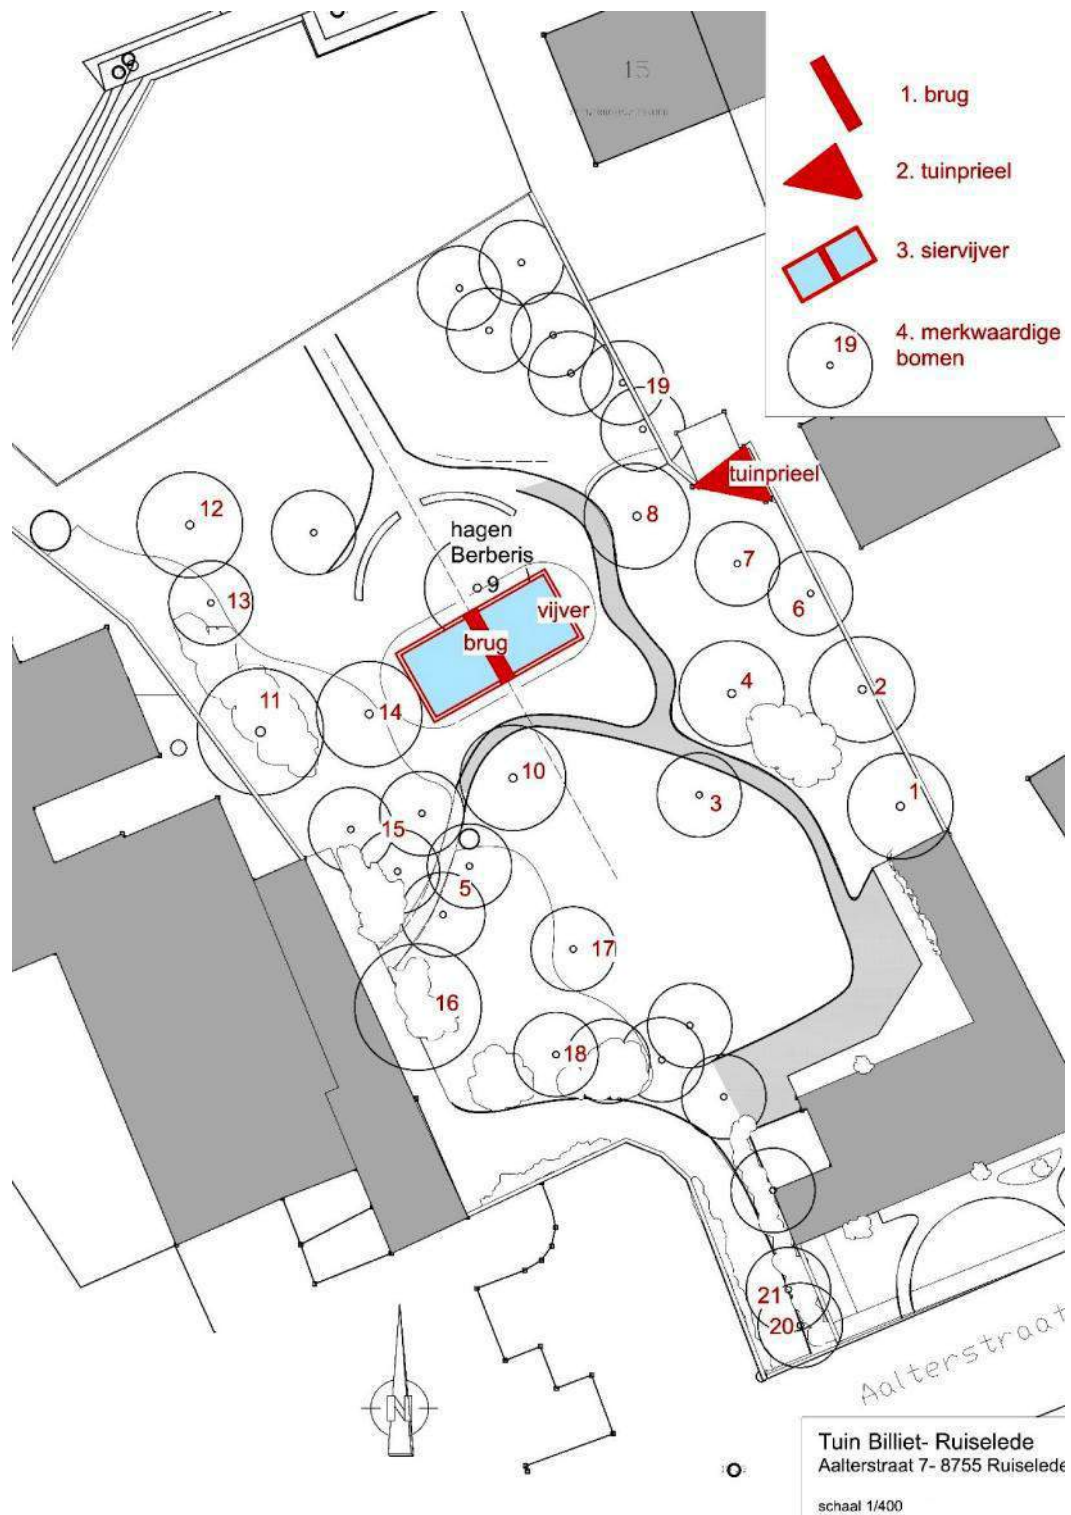 15
1. brug
2. tuinprieel
3. siervijver
19
4. merkwaardige
bomen
19
tuinprieel
12
8
hagen
Berberis
7
9
13
6
vijver
brug
4
2
11
14
10
3
1
15
5
17
16
18
21
20
Aalterstraat
N
Tuin Billiet- Ruiselede
Aalterstraat 7- 8755 Ruiselede
schaal 1/400